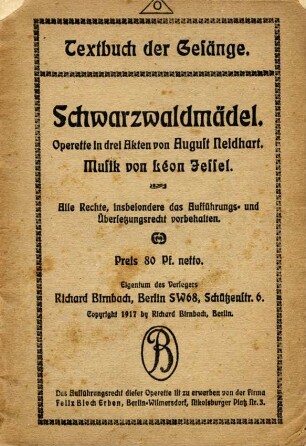 Textbuch der Gesänge.
Schwarzwaldmädel.
Operette in drei Akten von August Neidhart.
Musik von Léon Jessel.
Alle Rechte, insbesondere das Aufführungs- und
Übersetzungsrecht vorbehalten.
Preis 80 Pf. netto.
Eigentum des Verlegers
Richard Birnbach, Berlin SW68, Schützenstr. 6.
Copyright 1917 by Richard Birnbach, Berlin.
B
Das Aufführungsrecht dieser Operette ist zu erwerben von der Firma
Felix Bloch Erben, Berlin-Wilmersdorf, Nikolsburger Platz Nr. 3.